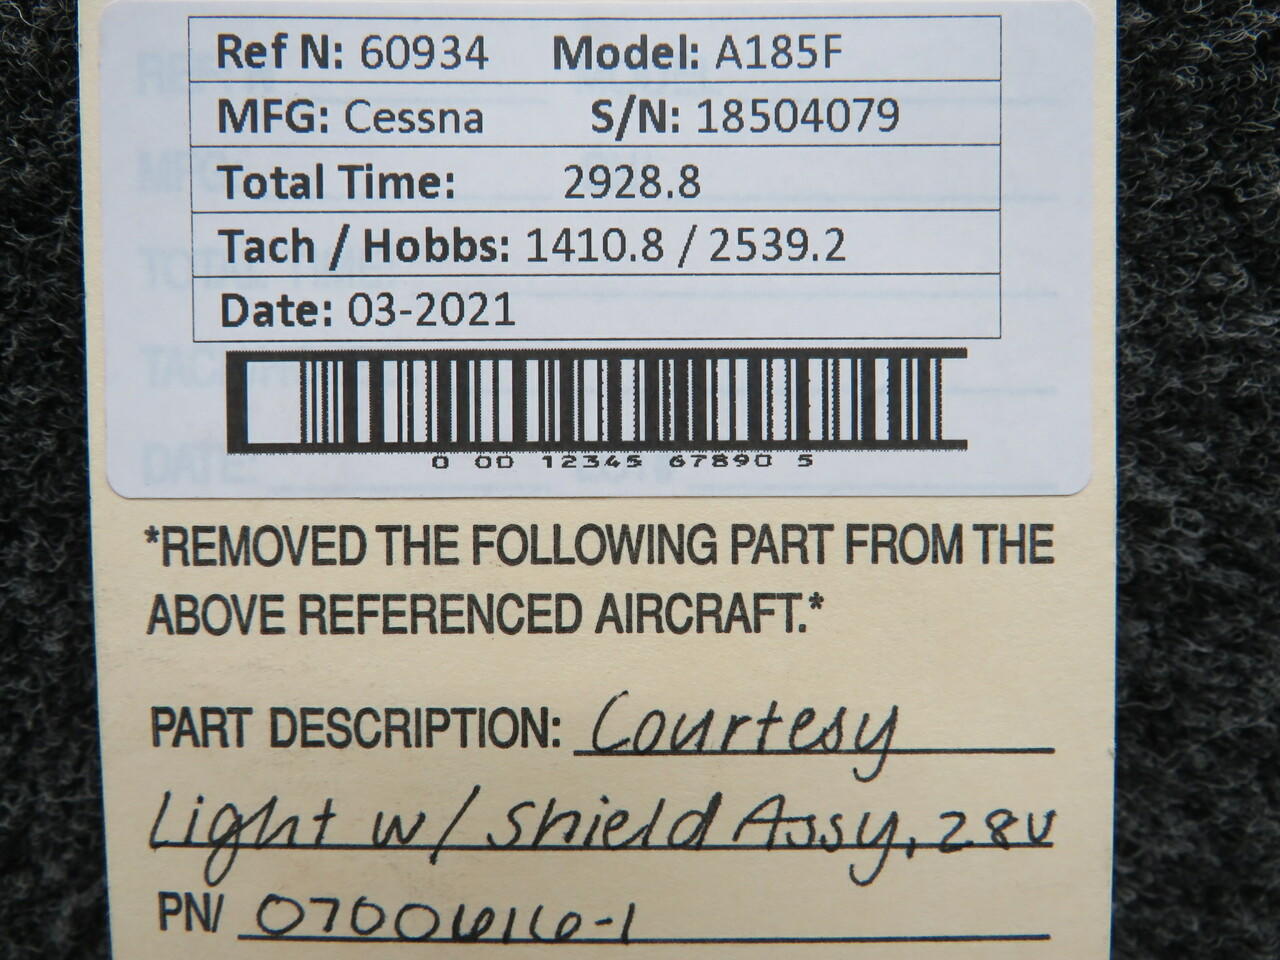 Ref N: 60934 Model: A185F
MFG: Cessna S/N: 18504079
Total Time: 2928.8
Tach / Hobbs: 1410.8 / 2539.2
Date: 03-2021
0 00 12345 67890 5
*REMOVED THE FOLLOWING PART FROM THE
ABOVE REFERENCED AIRCRAFT.*
PART DESCRIPTION: Courtesy
Light w/ Shield Assy, 28V
PN/ 0700616-1